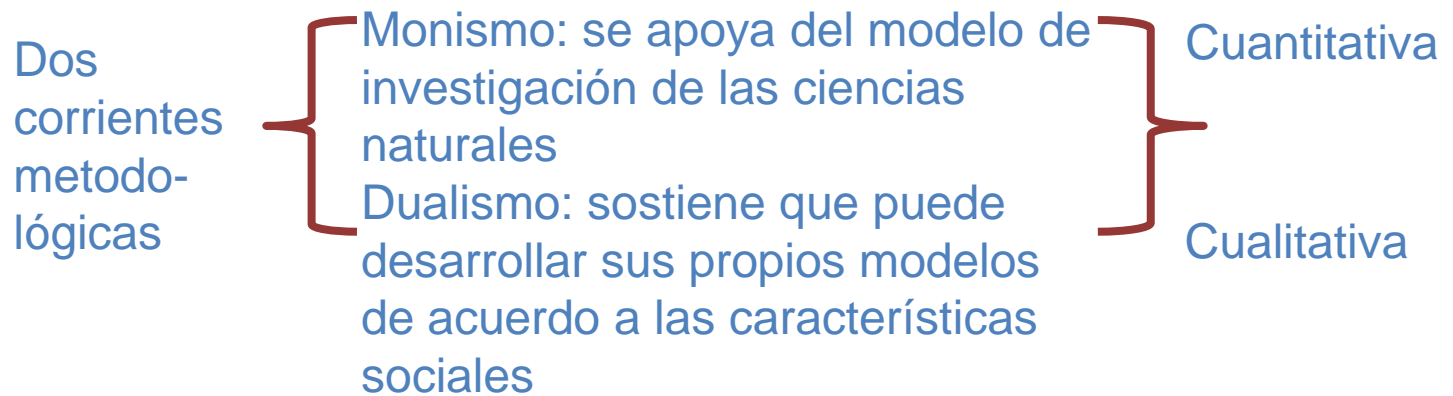 Dos
corrientes
metodo-
lógicas
Monismo: se apoya del modelo de
investigación de las ciencias
naturales
Dualismo: sostiene que puede
desarrollar sus propios modelos
de acuerdo a las características
sociales
Cuantitativa
Cualitativa